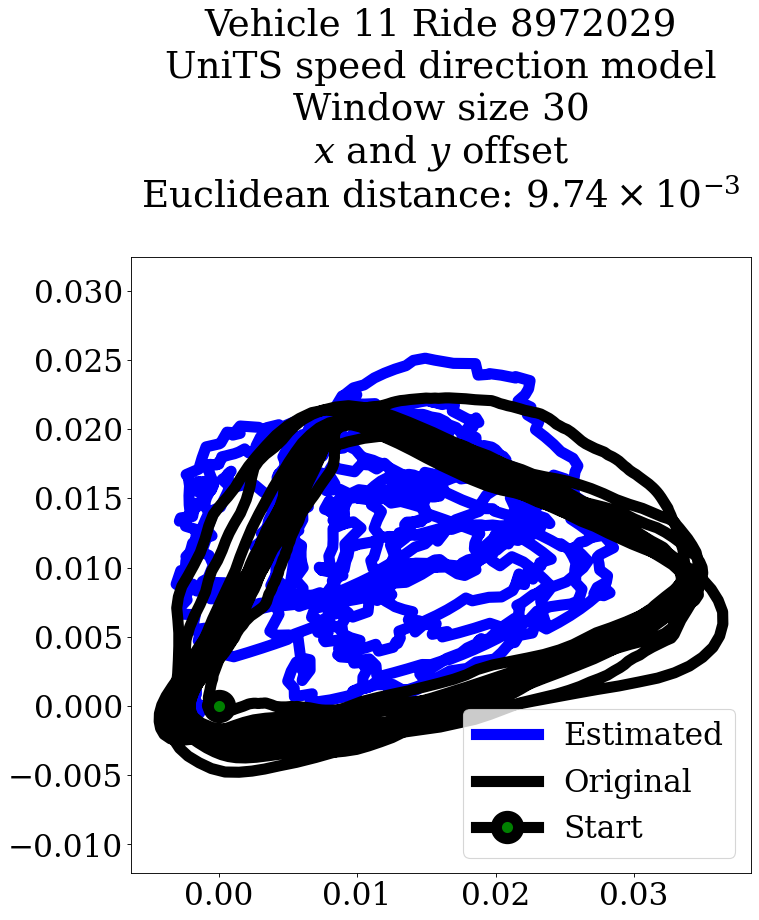 Vehicle 11 Ride 8972029
UniTS speed direction model
Window size 30
x and y offset
Euclidean distance: 9.74 × 10⁻³
0.030
0.025
0.020
0.015
0.010
0.005
0.000
−0.005
−0.010
0.00 0.01 0.02 0.03
Estimated
Original
Start